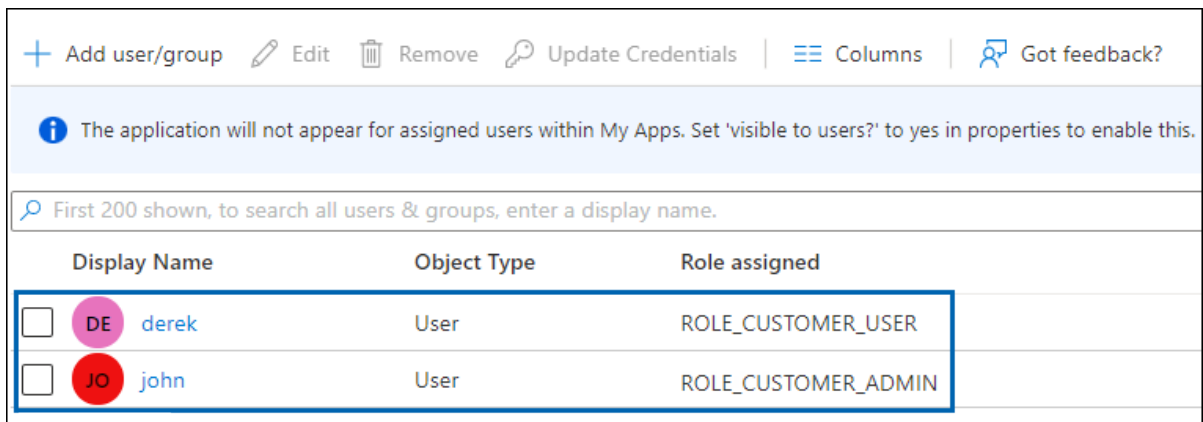 Add user/group Edit Remove Update Credentials Columns Got feedback?
The application will not appear for assigned users within My Apps. Set 'visible to users?' to yes in properties to enable this.
First 200 shown, to search all users & groups, enter a display name.
Display Name Object Type Role assigned
DE derek User ROLE_CUSTOMER_USER
JO john User ROLE_CUSTOMER_ADMIN